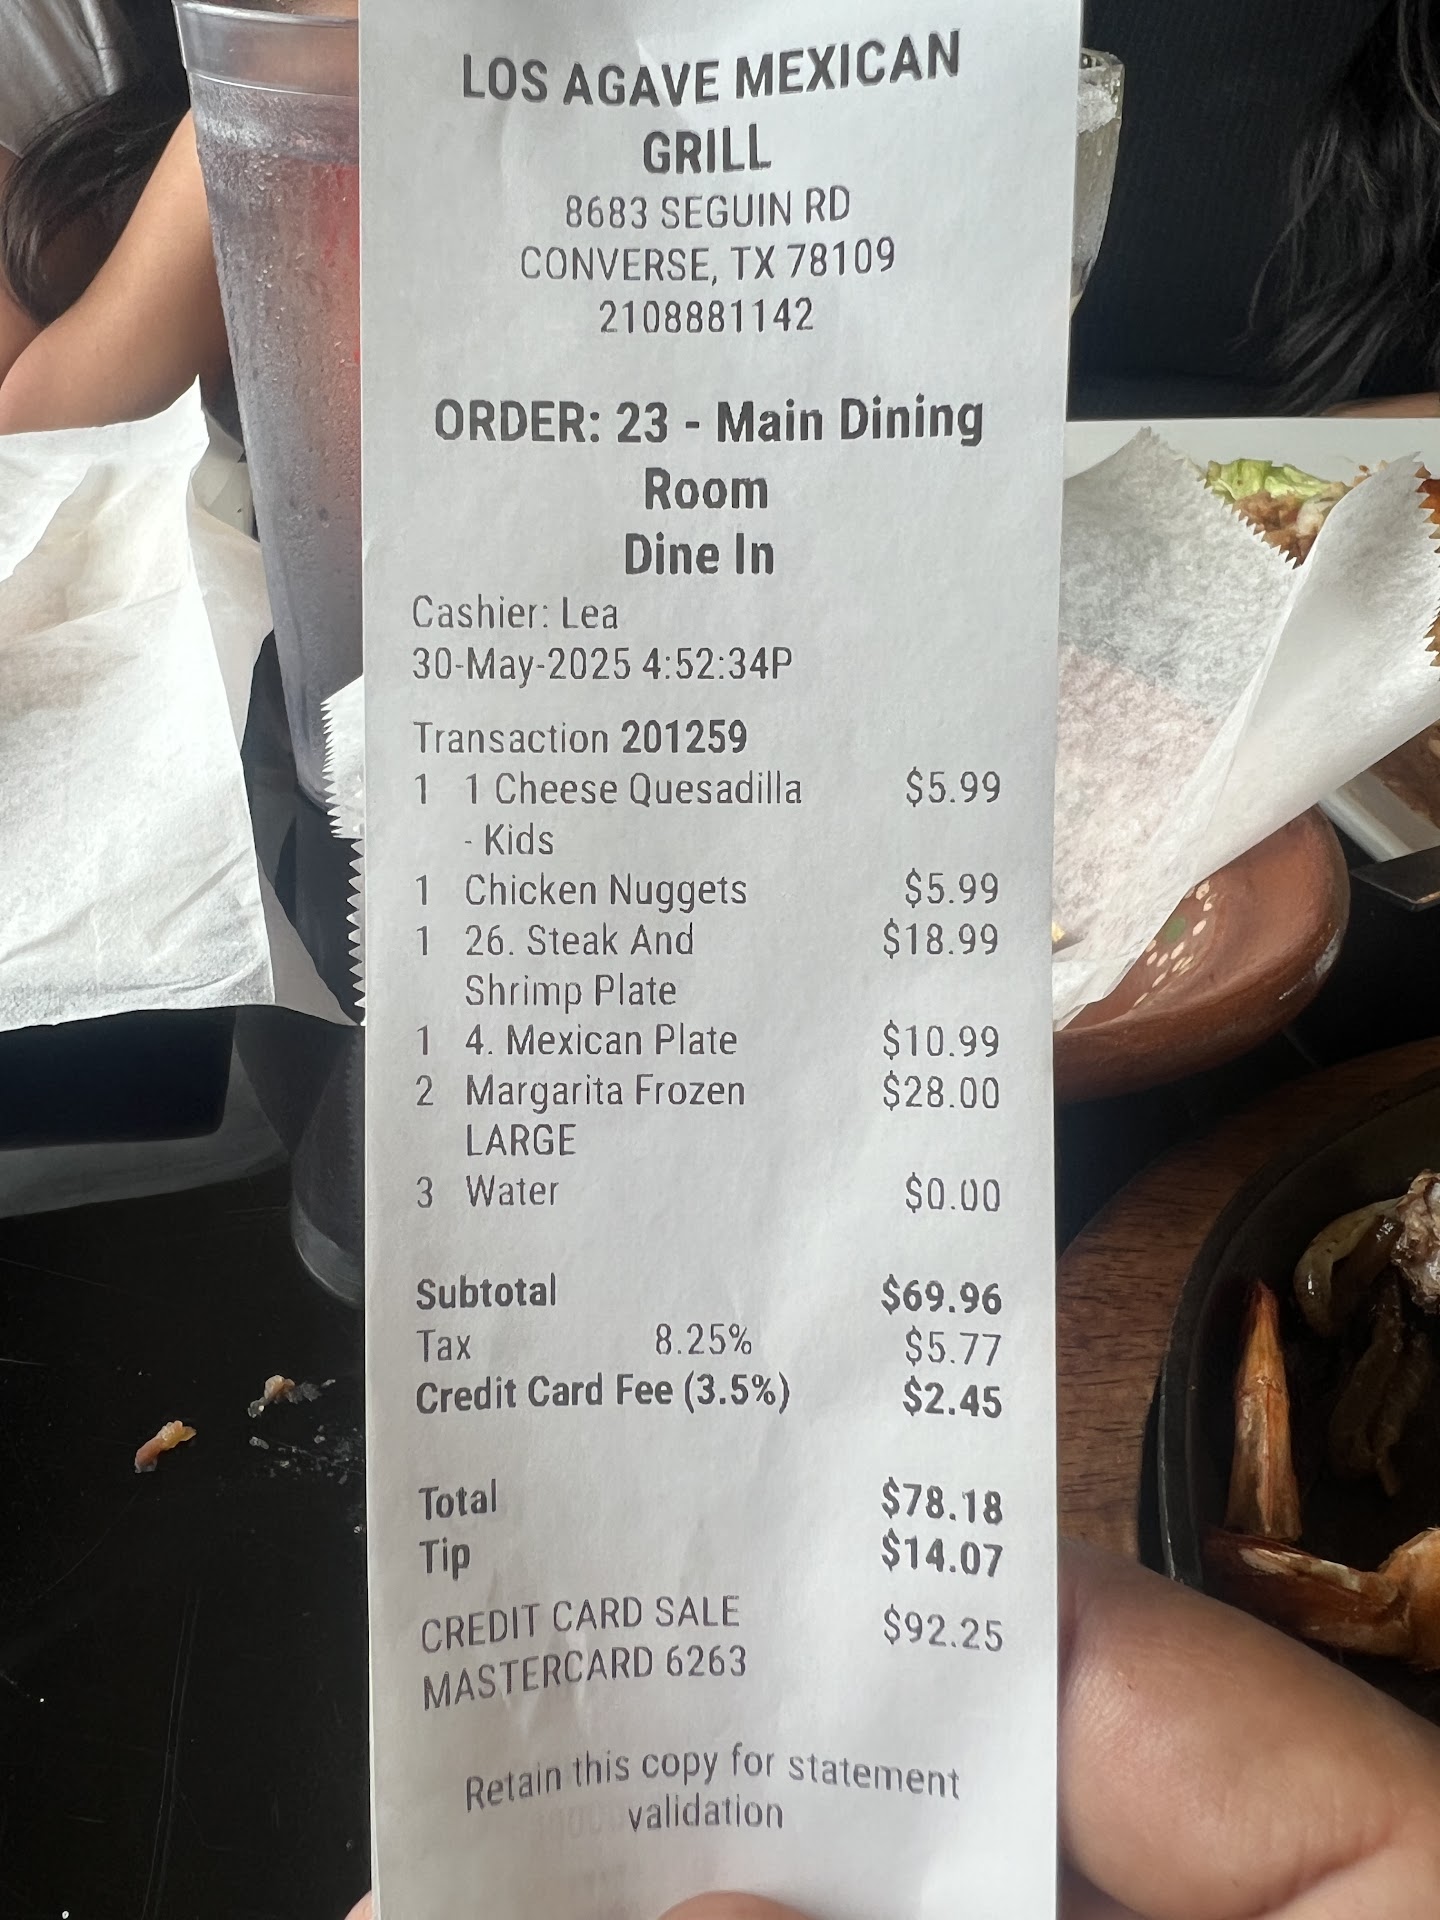 LOS AGAVE MEXICAN
GRILL
8683 SEGUIN RD
CONVERSE, TX 78109
2108881142
ORDER: 23 - Main Dining
Room
Dine In
Cashier: Lea
30-May-2025 4:52:34P
Transaction 201259
1 1 Cheese Quesadilla $5.99
- Kids
1 Chicken Nuggets $5.99
1 26. Steak And $18.99
Shrimp Plate
1 4. Mexican Plate $10.99
2 Margarita Frozen $28.00
LARGE
3 Water $0.00
Subtotal $69.96
Tax 8.25% $5.77
Credit Card Fee (3.5%) $2.45
Total $78.18
Tip $14.07
CREDIT CARD SALE $92.25
MASTERCARD 6263
Retain this copy for statement
validation